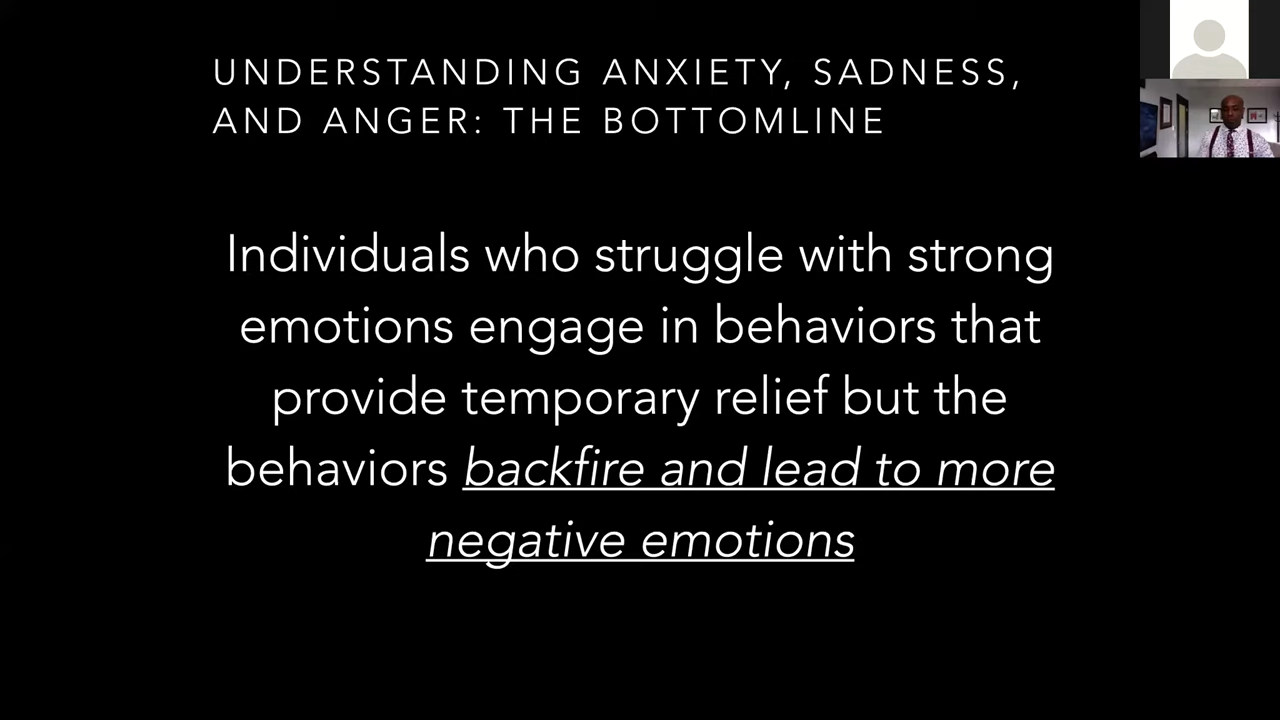 UNDERSTANDING ANXIETY, SADNESS,
AND ANGER: THE BOTTOMLINE
Individuals who struggle with strong
emotions engage in behaviors that
provide temporary relief but the
behaviors backfire and lead to more
negative emotions